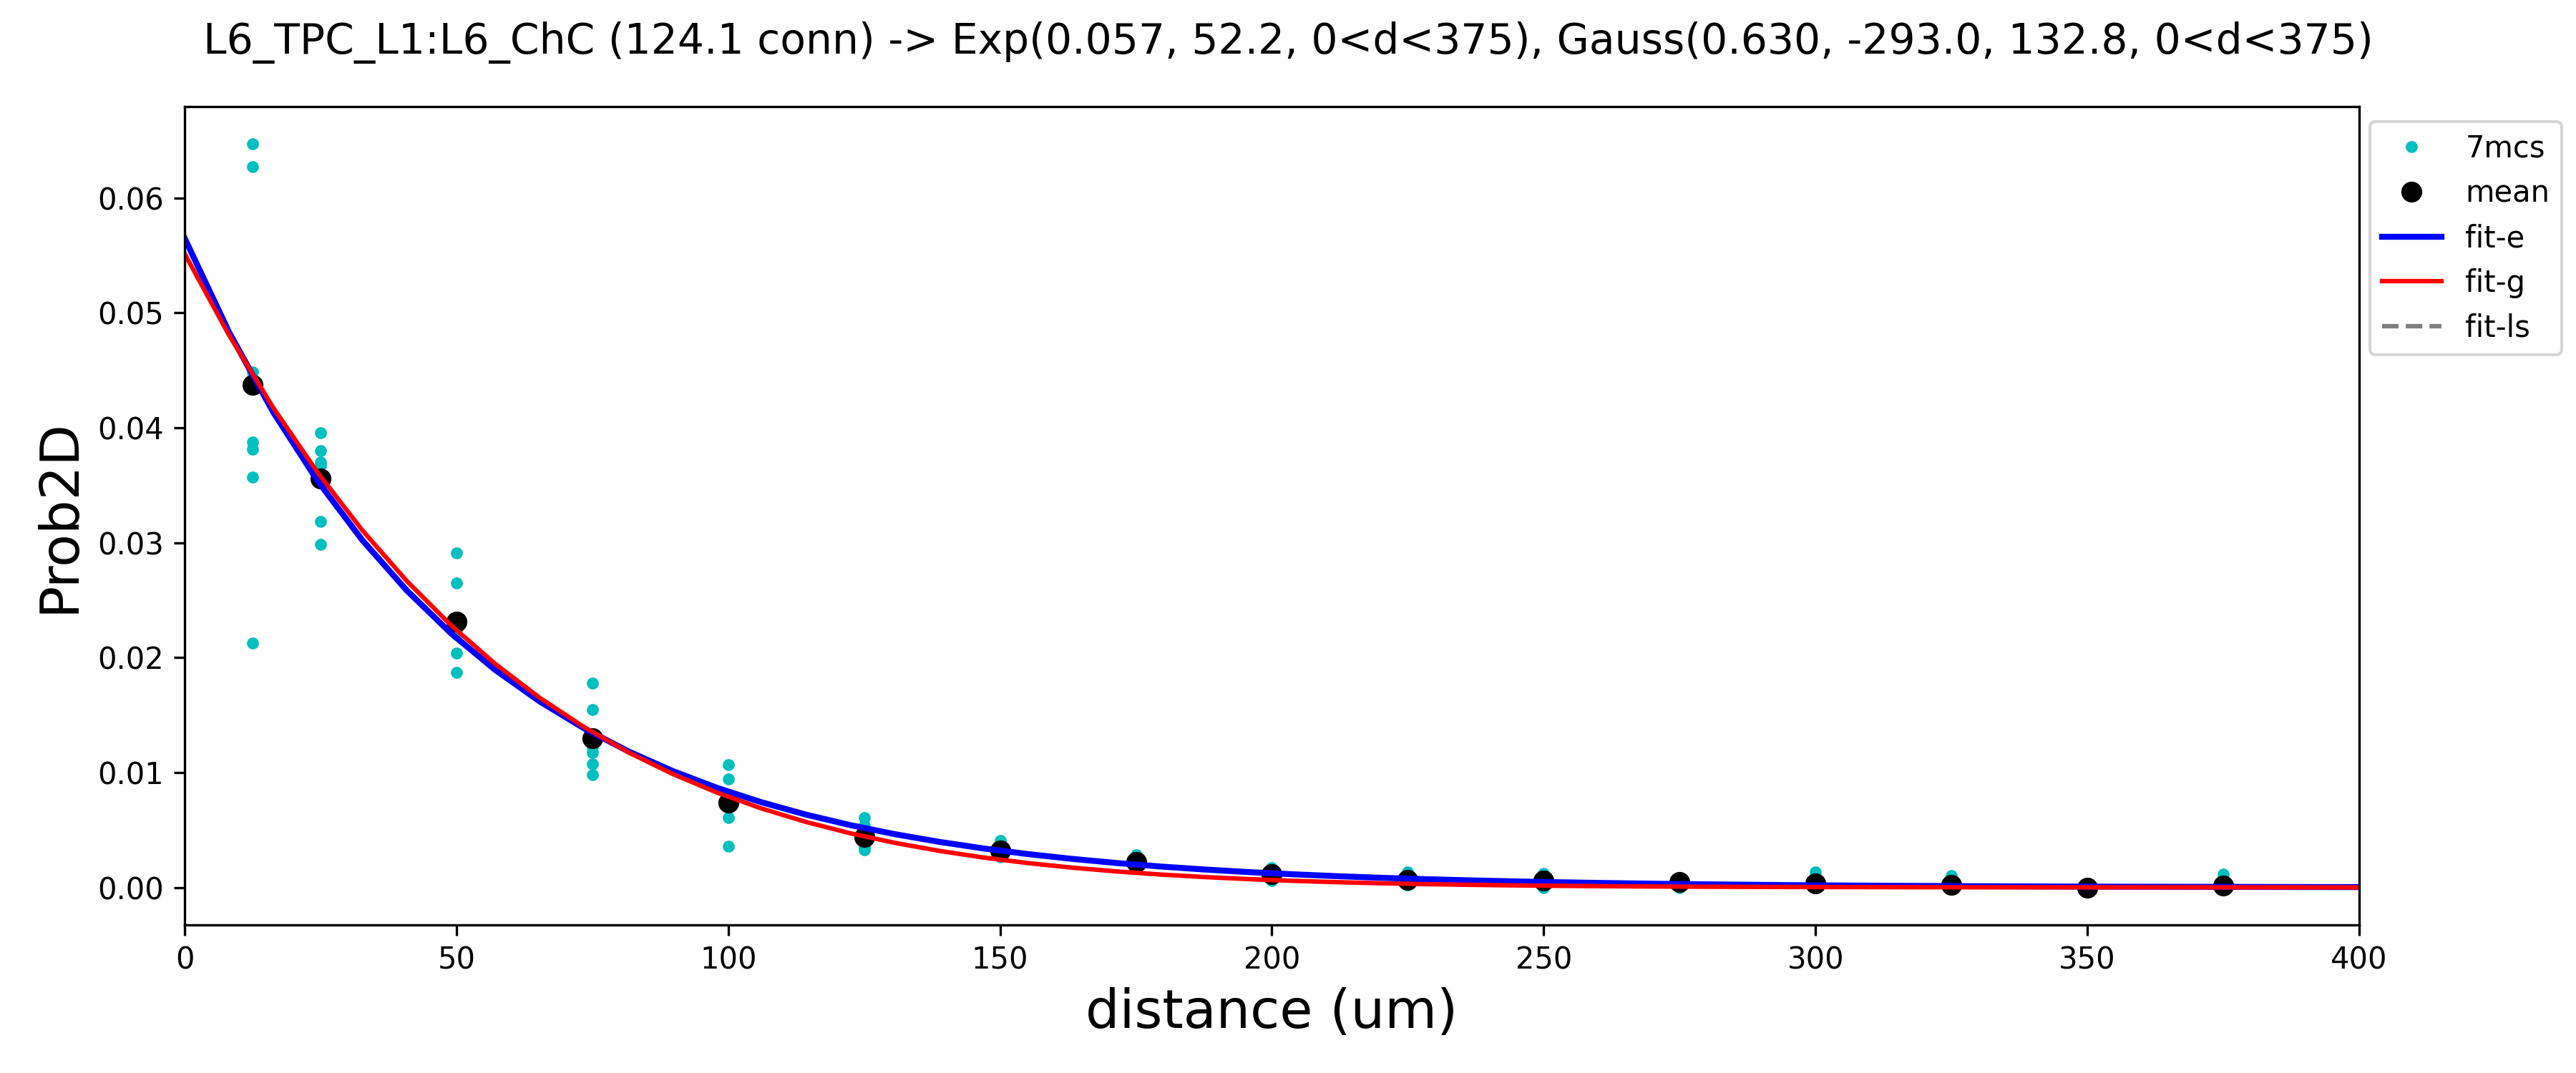 L6_TPC_L1:L6_ChC (124.1 conn) -> Exp(0.057, 52.2, 0<d<375), Gauss(0.630, -293.0, 132.8, 0<d<375)
7mcs
mean
fit-e
fit-g
fit-ls
Prob2D
0.06
0.05
0.04
0.03
0.02
0.01
0.00
0 50 100 150 200 250 300 350 400
distance (um)